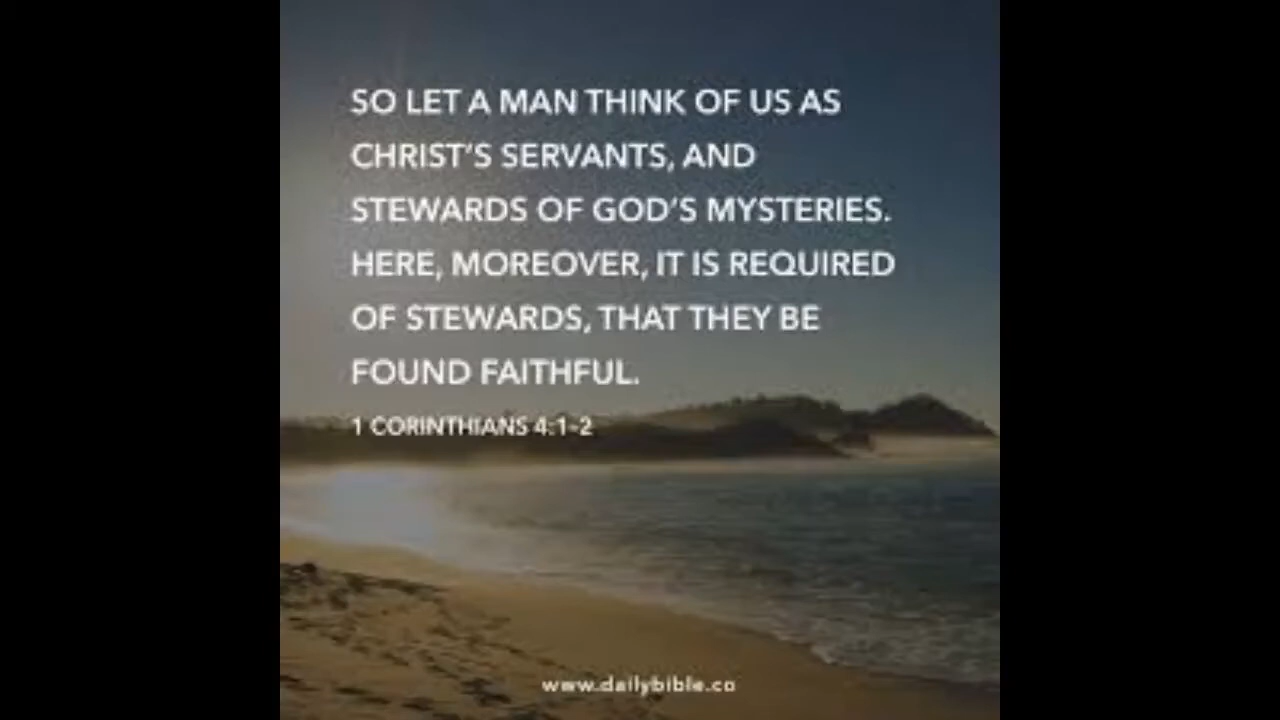 SO LET A MAN THINK OF US AS
CHRIST'S SERVANTS, AND
STEWARDS OF GOD'S MYSTERIES.
HERE, MOREOVER, IT IS REQUIRED
OF STEWARDS, THAT THEY BE
FOUND FAITHFUL.
1 CORINTHIANS 4:1-2
www.dailybible.co